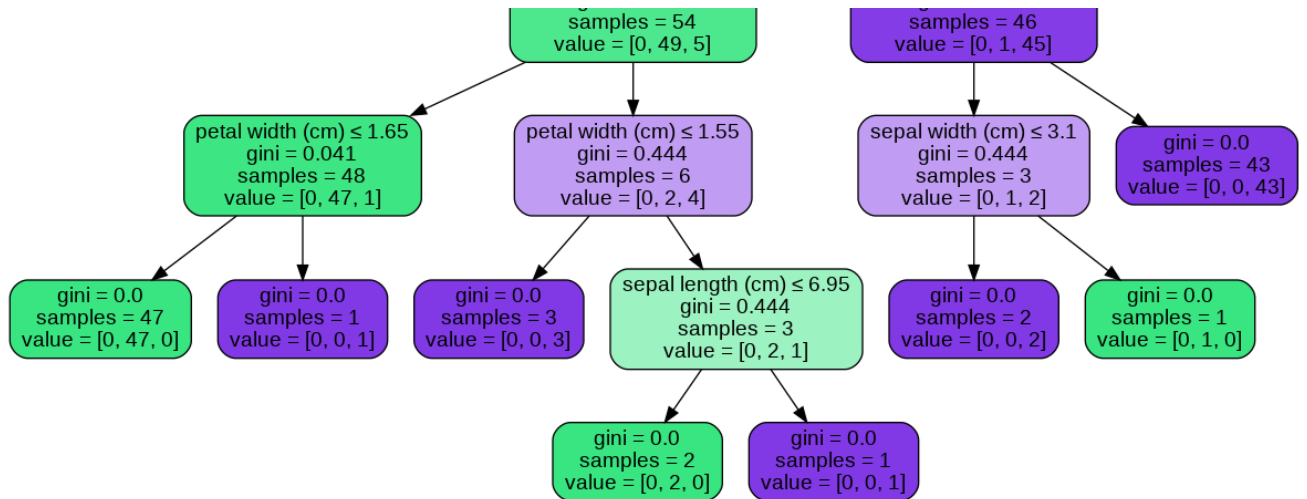 samples = 54
value = [0, 49, 5]
samples = 46
value = [0, 1, 45]
petal width (cm) ≤ 1.65
gini = 0.041
samples = 48
value = [0, 47, 1]
petal width (cm) ≤ 1.55
gini = 0.444
samples = 6
value = [0, 2, 4]
sepal width (cm) ≤ 3.1
gini = 0.444
samples = 3
value = [0, 1, 2]
gini = 0.0
samples = 43
value = [0, 0, 43]
gini = 0.0
samples = 47
value = [0, 47, 0]
gini = 0.0
samples = 1
value = [0, 0, 1]
gini = 0.0
samples = 3
value = [0, 0, 3]
sepal length (cm) ≤ 6.95
gini = 0.444
samples = 3
value = [0, 2, 1]
gini = 0.0
samples = 2
value = [0, 0, 2]
gini = 0.0
samples = 1
value = [0, 1, 0]
gini = 0.0
samples = 2
value = [0, 2, 0]
gini = 0.0
samples = 1
value = [0, 0, 1]